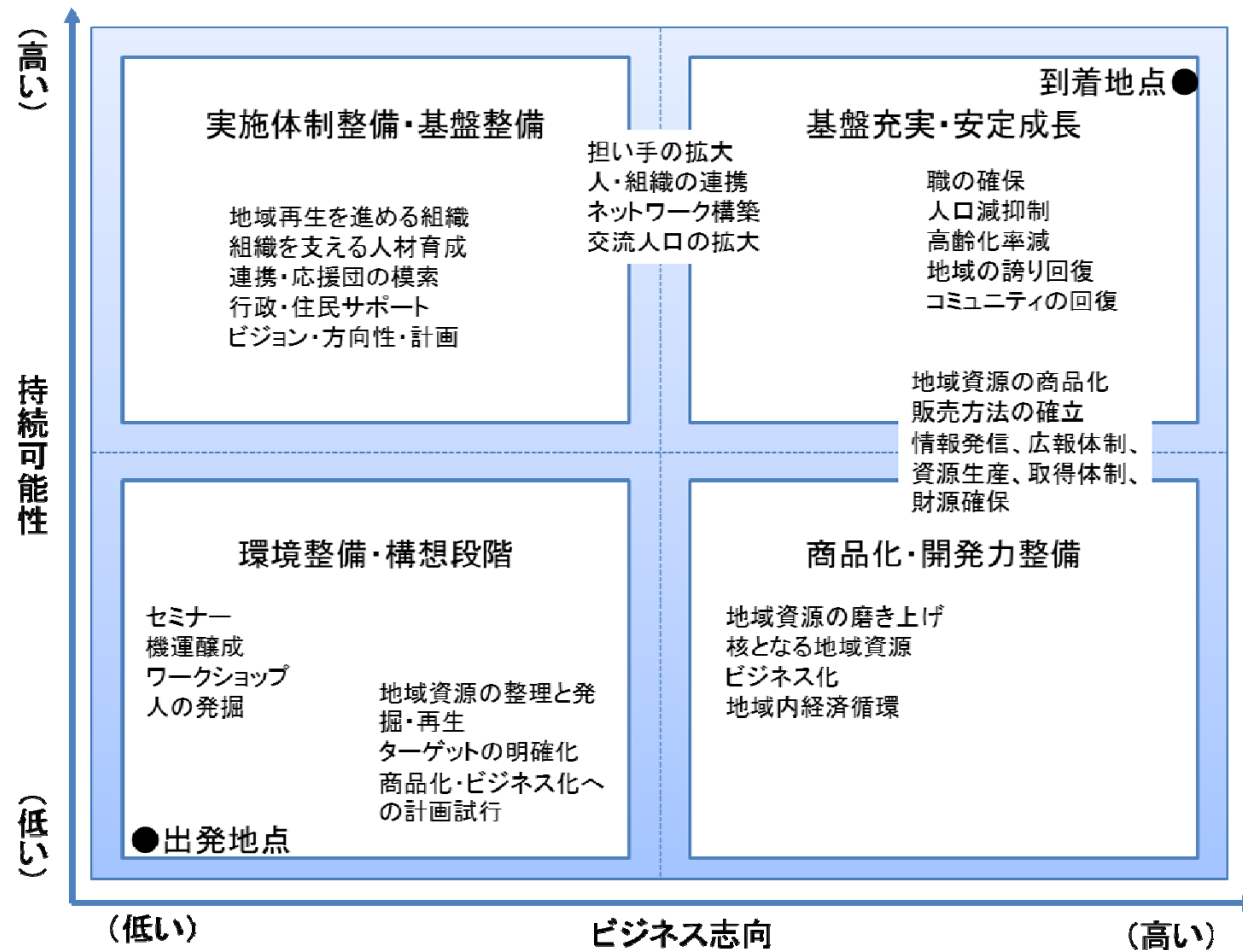 (高い)
持続可能性
(低い)
実施体制整備・基盤整備
地域再生を進める組織
組織を支える人材育成
連携・応援団の模索
行政・住民サポート
ビジョン・方向性・計画
担い手の拡大
人・組織の連携
ネットワーク構築
交流人口の拡大
到着地点●
基盤充実・安定成長
職の確保
人口減抑制
高齢化率減
地域の誇り回復
コミュニティの回復
地域資源の商品化
販売方法の確立
情報発信、広報体制、
資源生産、取得体制、
財源確保
環境整備・構想段階
セミナー
機運醸成
ワークショップ
人の発掘
地域資源の整理と発
掘・再生
ターゲットの明確化
商品化・ビジネス化へ
の計画試行
●出発地点
商品化・開発力整備
地域資源の磨き上げ
核となる地域資源
ビジネス化
地域内経済循環
(低い)
ビジネス志向
(高い)